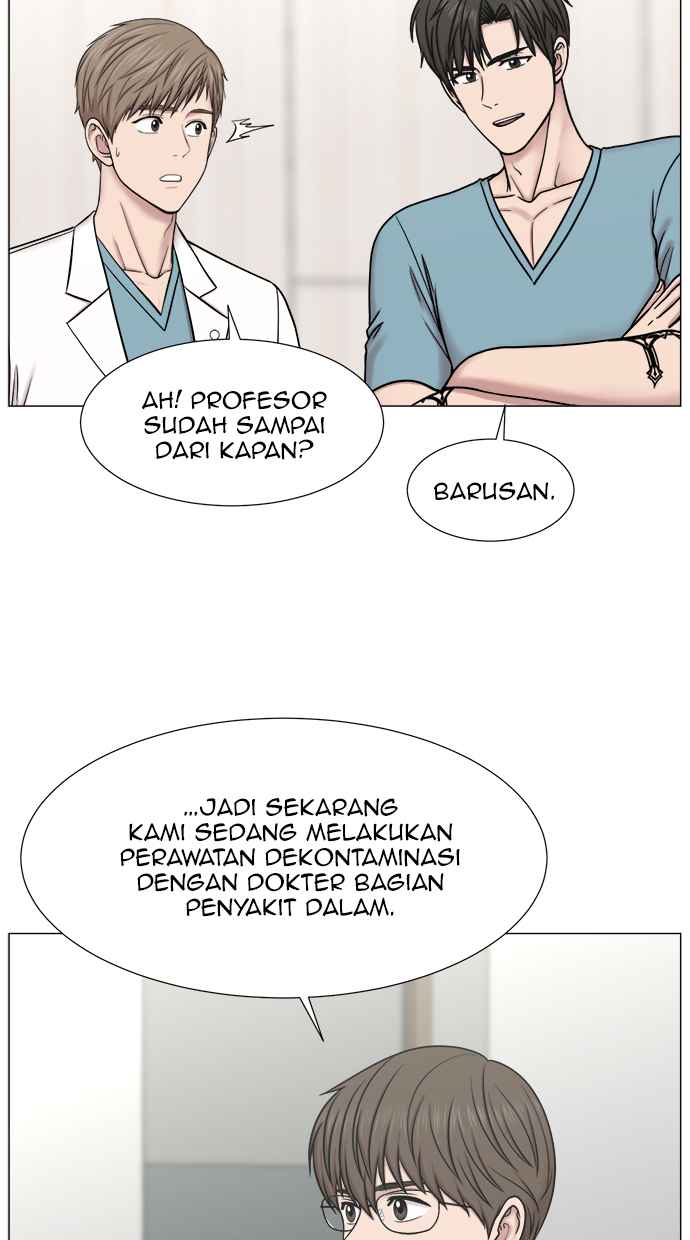 AH! PROFESOR
SUDAH SAMPAI
DARI KAPAN?
BARUSAN.
...JADI SEKARANG
KAMI SEDANG MELAKUKAN
PERAWATAN DEKONTAMINASI
DENGAN DOKTER BAGIAN
PENYAKIT DALAM.